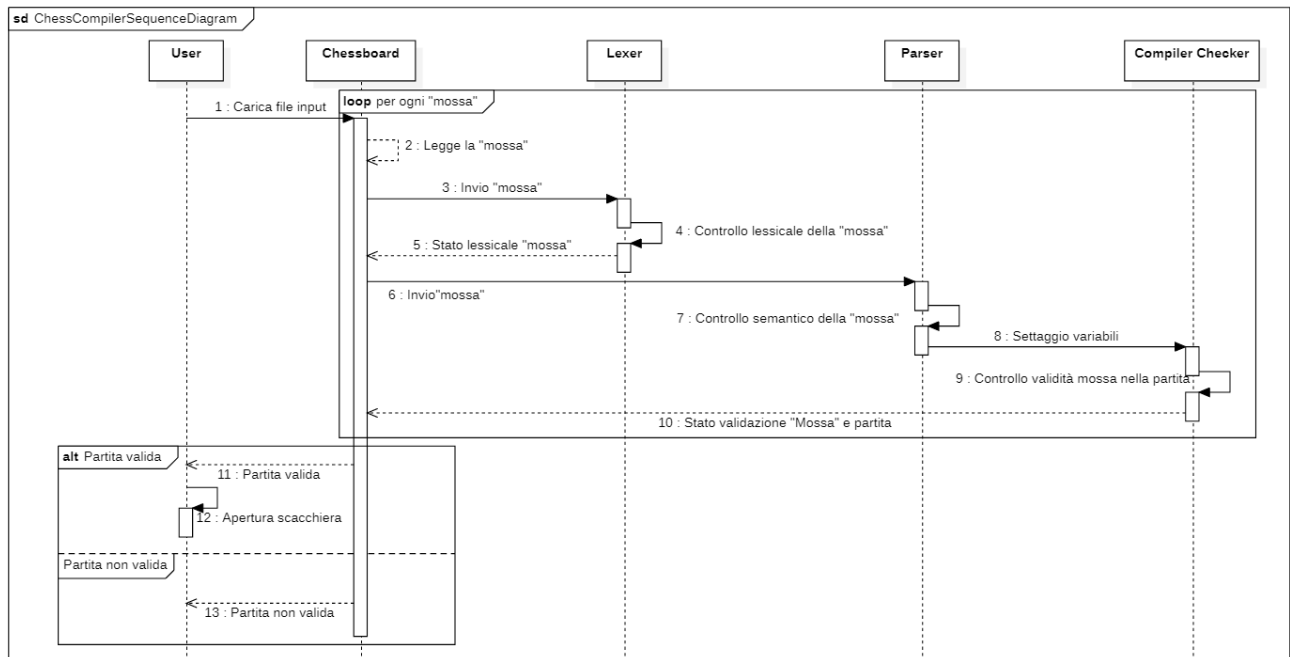 sd ChessCompilerSequenceDiagram
User
Chessboard
Lexer
Parser
Compiler Checker
loop per ogni "mossa"
1 : Carica file input
2 : Legge la "mossa"
3 : Invio "mossa"
4 : Controllo lessicale della "mossa"
5 : Stato lessicale "mossa"
6 : Invio"mossa"
7 : Controllo semantico della "mossa"
8 : Settaggio variabili
9 : Controllo validità mossa nella partita
10 : Stato validazione "Mossa" e partita
alt Partita valida
11 : Partita valida
12 : Apertura scacchiera
Partita non valida
13 : Partita non valida